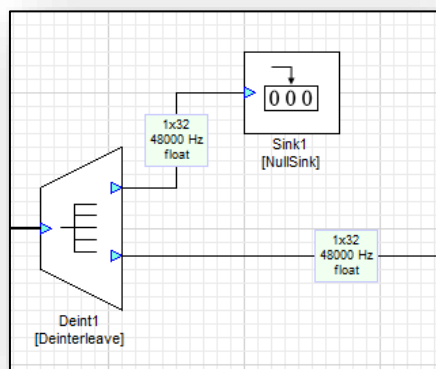 000
1x32
48000 Hz
float
Sink1
[NullSink]
1x32
48000 Hz
float
Deint1
[Deinterleave]